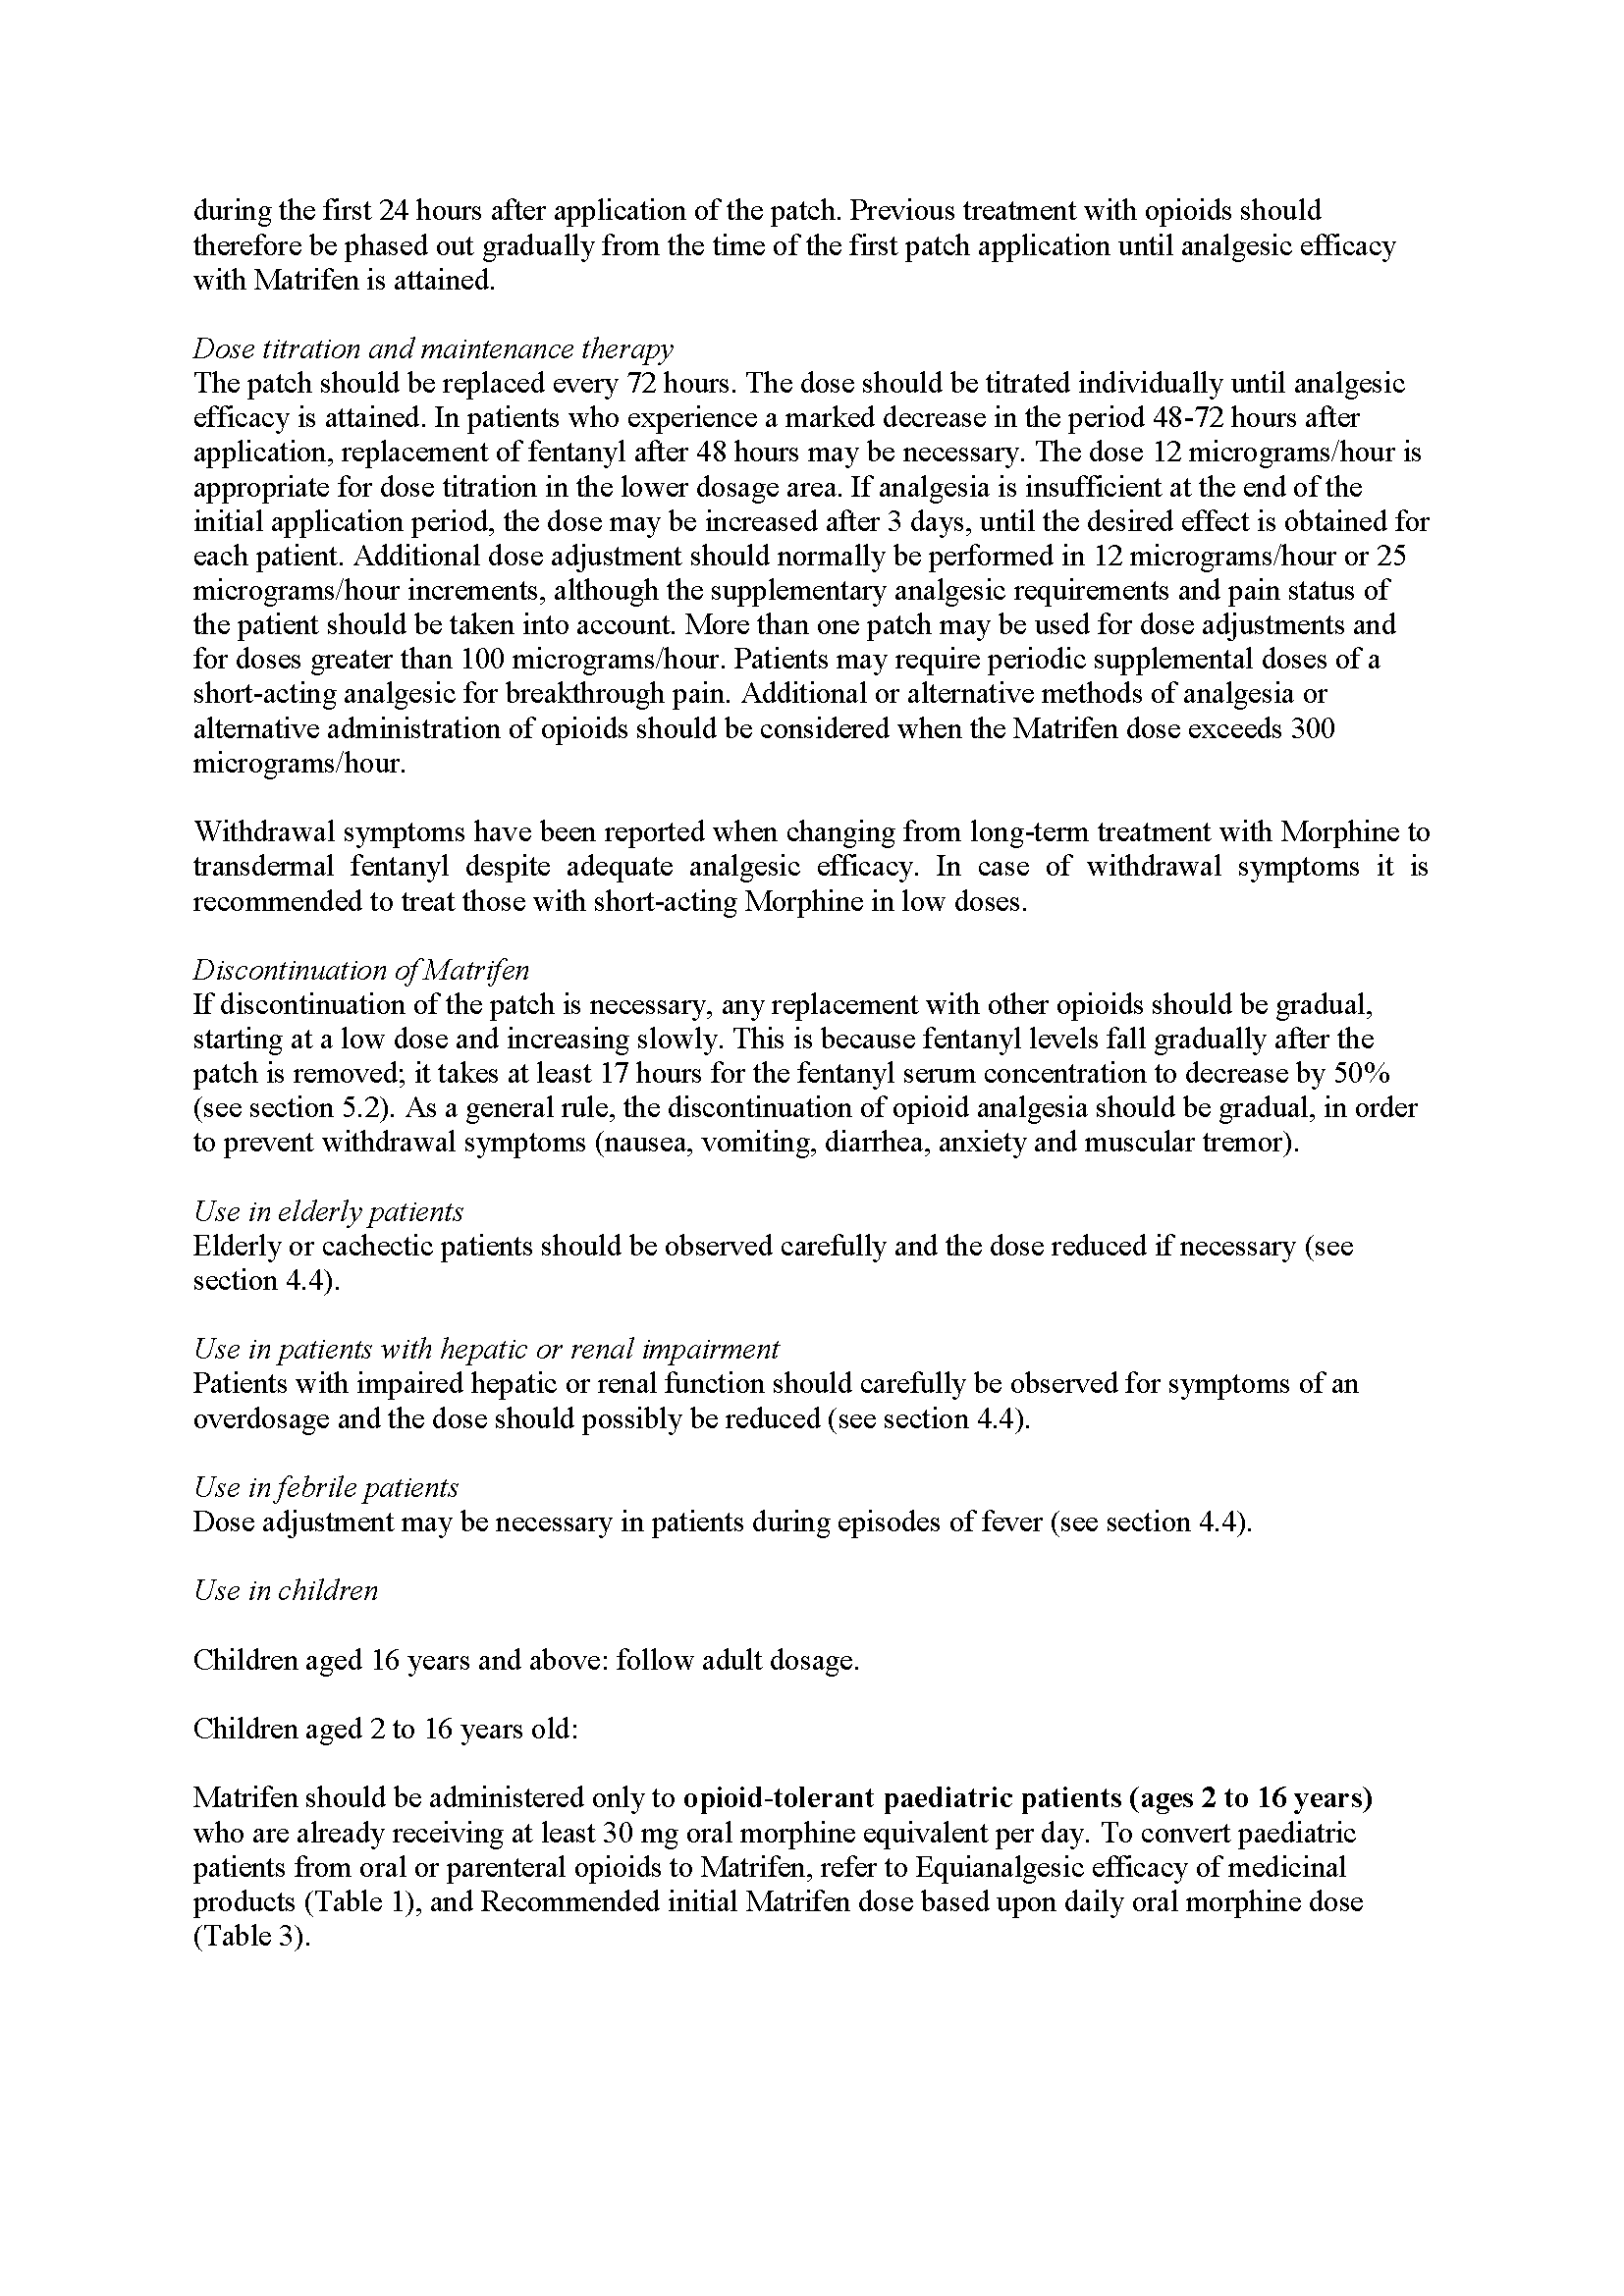 during the first 24 hours after application of the patch. Previous treatment with opioids should
therefore be phased out gradually from the time of the first patch application until analgesic efficacy
with Matrifen is attained.
Dose titration and maintenance therapy
The patch should be replaced every 72 hours. The dose should be titrated individually until analgesic
efficacy is attained. In patients who experience a marked decrease in the period 48-72 hours after
application, replacement of fentanyl after 48 hours may be necessary. The dose 12 micrograms/hour is
appropriate for dose titration in the lower dosage area. If analgesia is insufficient at the end of the
initial application period, the dose may be increased after 3 days, until the desired effect is obtained for
each patient. Additional dose adjustment should normally be performed in 12 micrograms/hour or 25
micrograms/hour increments, although the supplementary analgesic requirements and pain status of
the patient should be taken into account. More than one patch may be used for dose adjustments and
for doses greater than 100 micrograms/hour. Patients may require periodic supplemental doses of a
short-acting analgesic for breakthrough pain. Additional or alternative methods of analgesia or
alternative administration of opioids should be considered when the Matrifen dose exceeds 300
micrograms/hour.
Withdrawal symptoms have been reported when changing from long-term treatment with Morphine to
transdermal fentanyl despite adequate analgesic efficacy. In case of withdrawal symptoms it is
recommended to treat those with short-acting Morphine in low doses.
Discontinuation of Matrifen
If discontinuation of the patch is necessary, any replacement with other opioids should be gradual,
starting at a low dose and increasing slowly. This is because fentanyl levels fall gradually after the
patch is removed; it takes at least 17 hours for the fentanyl serum concentration to decrease by 50%
(see section 5.2). As a general rule, the discontinuation of opioid analgesia should be gradual, in order
to prevent withdrawal symptoms (nausea, vomiting, diarrhea, anxiety and muscular tremor).
Use in elderly patients
Elderly or cachectic patients should be observed carefully and the dose reduced if necessary (see
section 4.4).
Use in patients with hepatic or renal impairment
Patients with impaired hepatic or renal function should carefully be observed for symptoms of an
overdosage and the dose should possibly be reduced (see section 4.4).
Use in febrile patients
Dose adjustment may be necessary in patients during episodes of fever (see section 4.4).
Use in children
Children aged 16 years and above: follow adult dosage.
Children aged 2 to 16 years old:
Matrifen should be administered only to opioid-tolerant paediatric patients (ages 2 to 16 years)
who are already receiving at least 30 mg oral morphine equivalent per day. To convert paediatric
patients from oral or parenteral opioids to Matrifen, refer to Equianalgesic efficacy of medicinal
products (Table 1), and Recommended initial Matrifen dose based upon daily oral morphine dose
(Table 3).